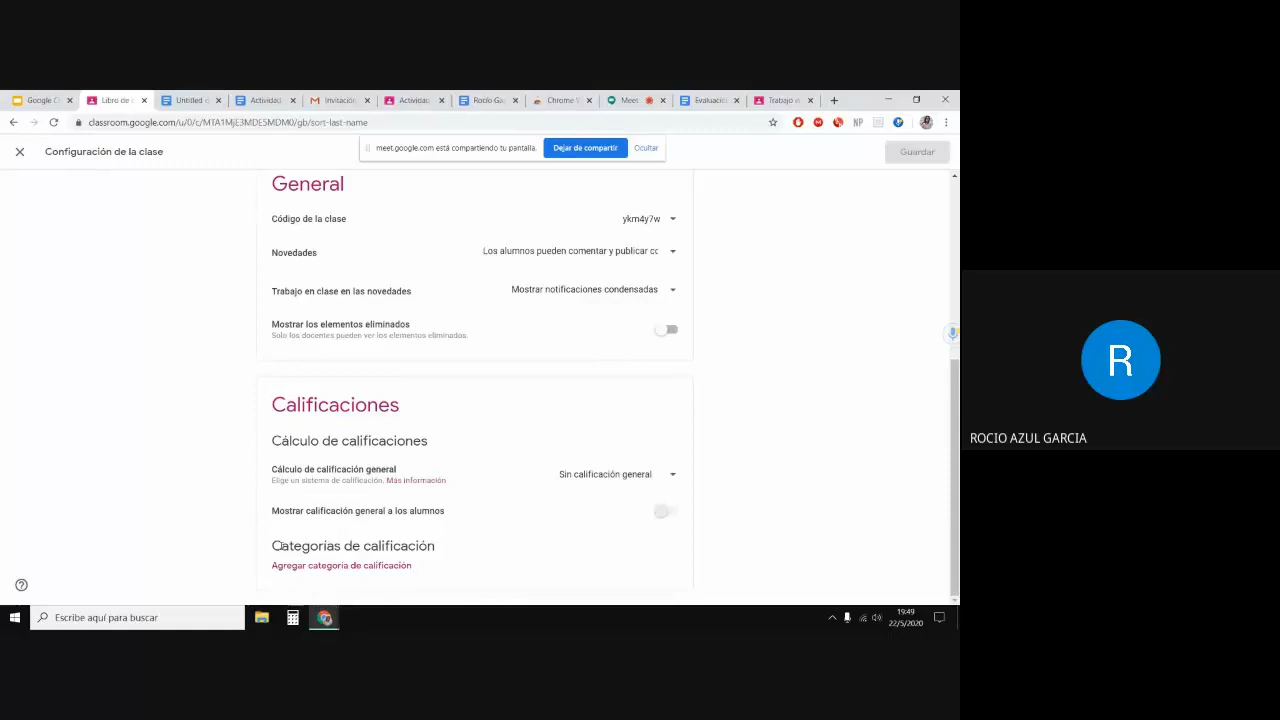 Google Cl
Libro de c
Untitled d
Actividad
Invitación
Actividad
Rocío Ga
Chrome W
Meet
Evaluació
Trabajo e
classroom.google.com/u/0/c/MTA1MjE3MDE5MDM0/gb/sort-last-name
NP
Configuración de la clase
meet.google.com está compartiendo tu pantalla.
Dejar de compartir
Ocultar
Guardar
General
Código de la clase
ykm4y7w
Novedades
Los alumnos pueden comentar y publicar cc
Trabajo en clase en las novedades
Mostrar notificaciones condensadas
Mostrar los elementos eliminados
Solo los docentes pueden ver los elementos eliminados.
Calificaciones
Cálculo de calificaciones
Cálculo de calificación general
Sin calificación general
Elige un sistema de calificación. Más información
Mostrar calificación general a los alumnos
Categorías de calificación
Agregar categoría de calificación
R
ROCIO AZUL GARCIA
Escribe aquí para buscar
19:49
22/5/2020